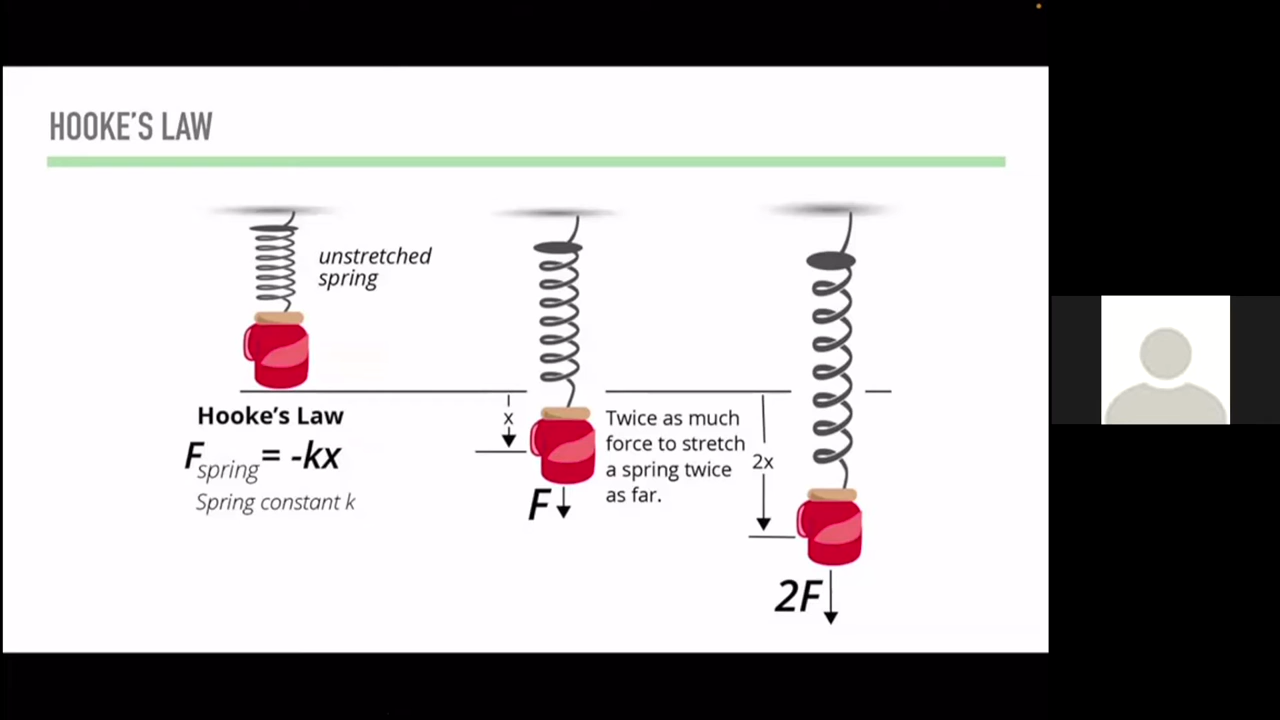 HOOKE'S LAW
unstretched
spring
Hooke's Law
Fspring = -kx
Spring constant k
x
F
Twice as much
force to stretch
a spring twice
as far.
2x
2F